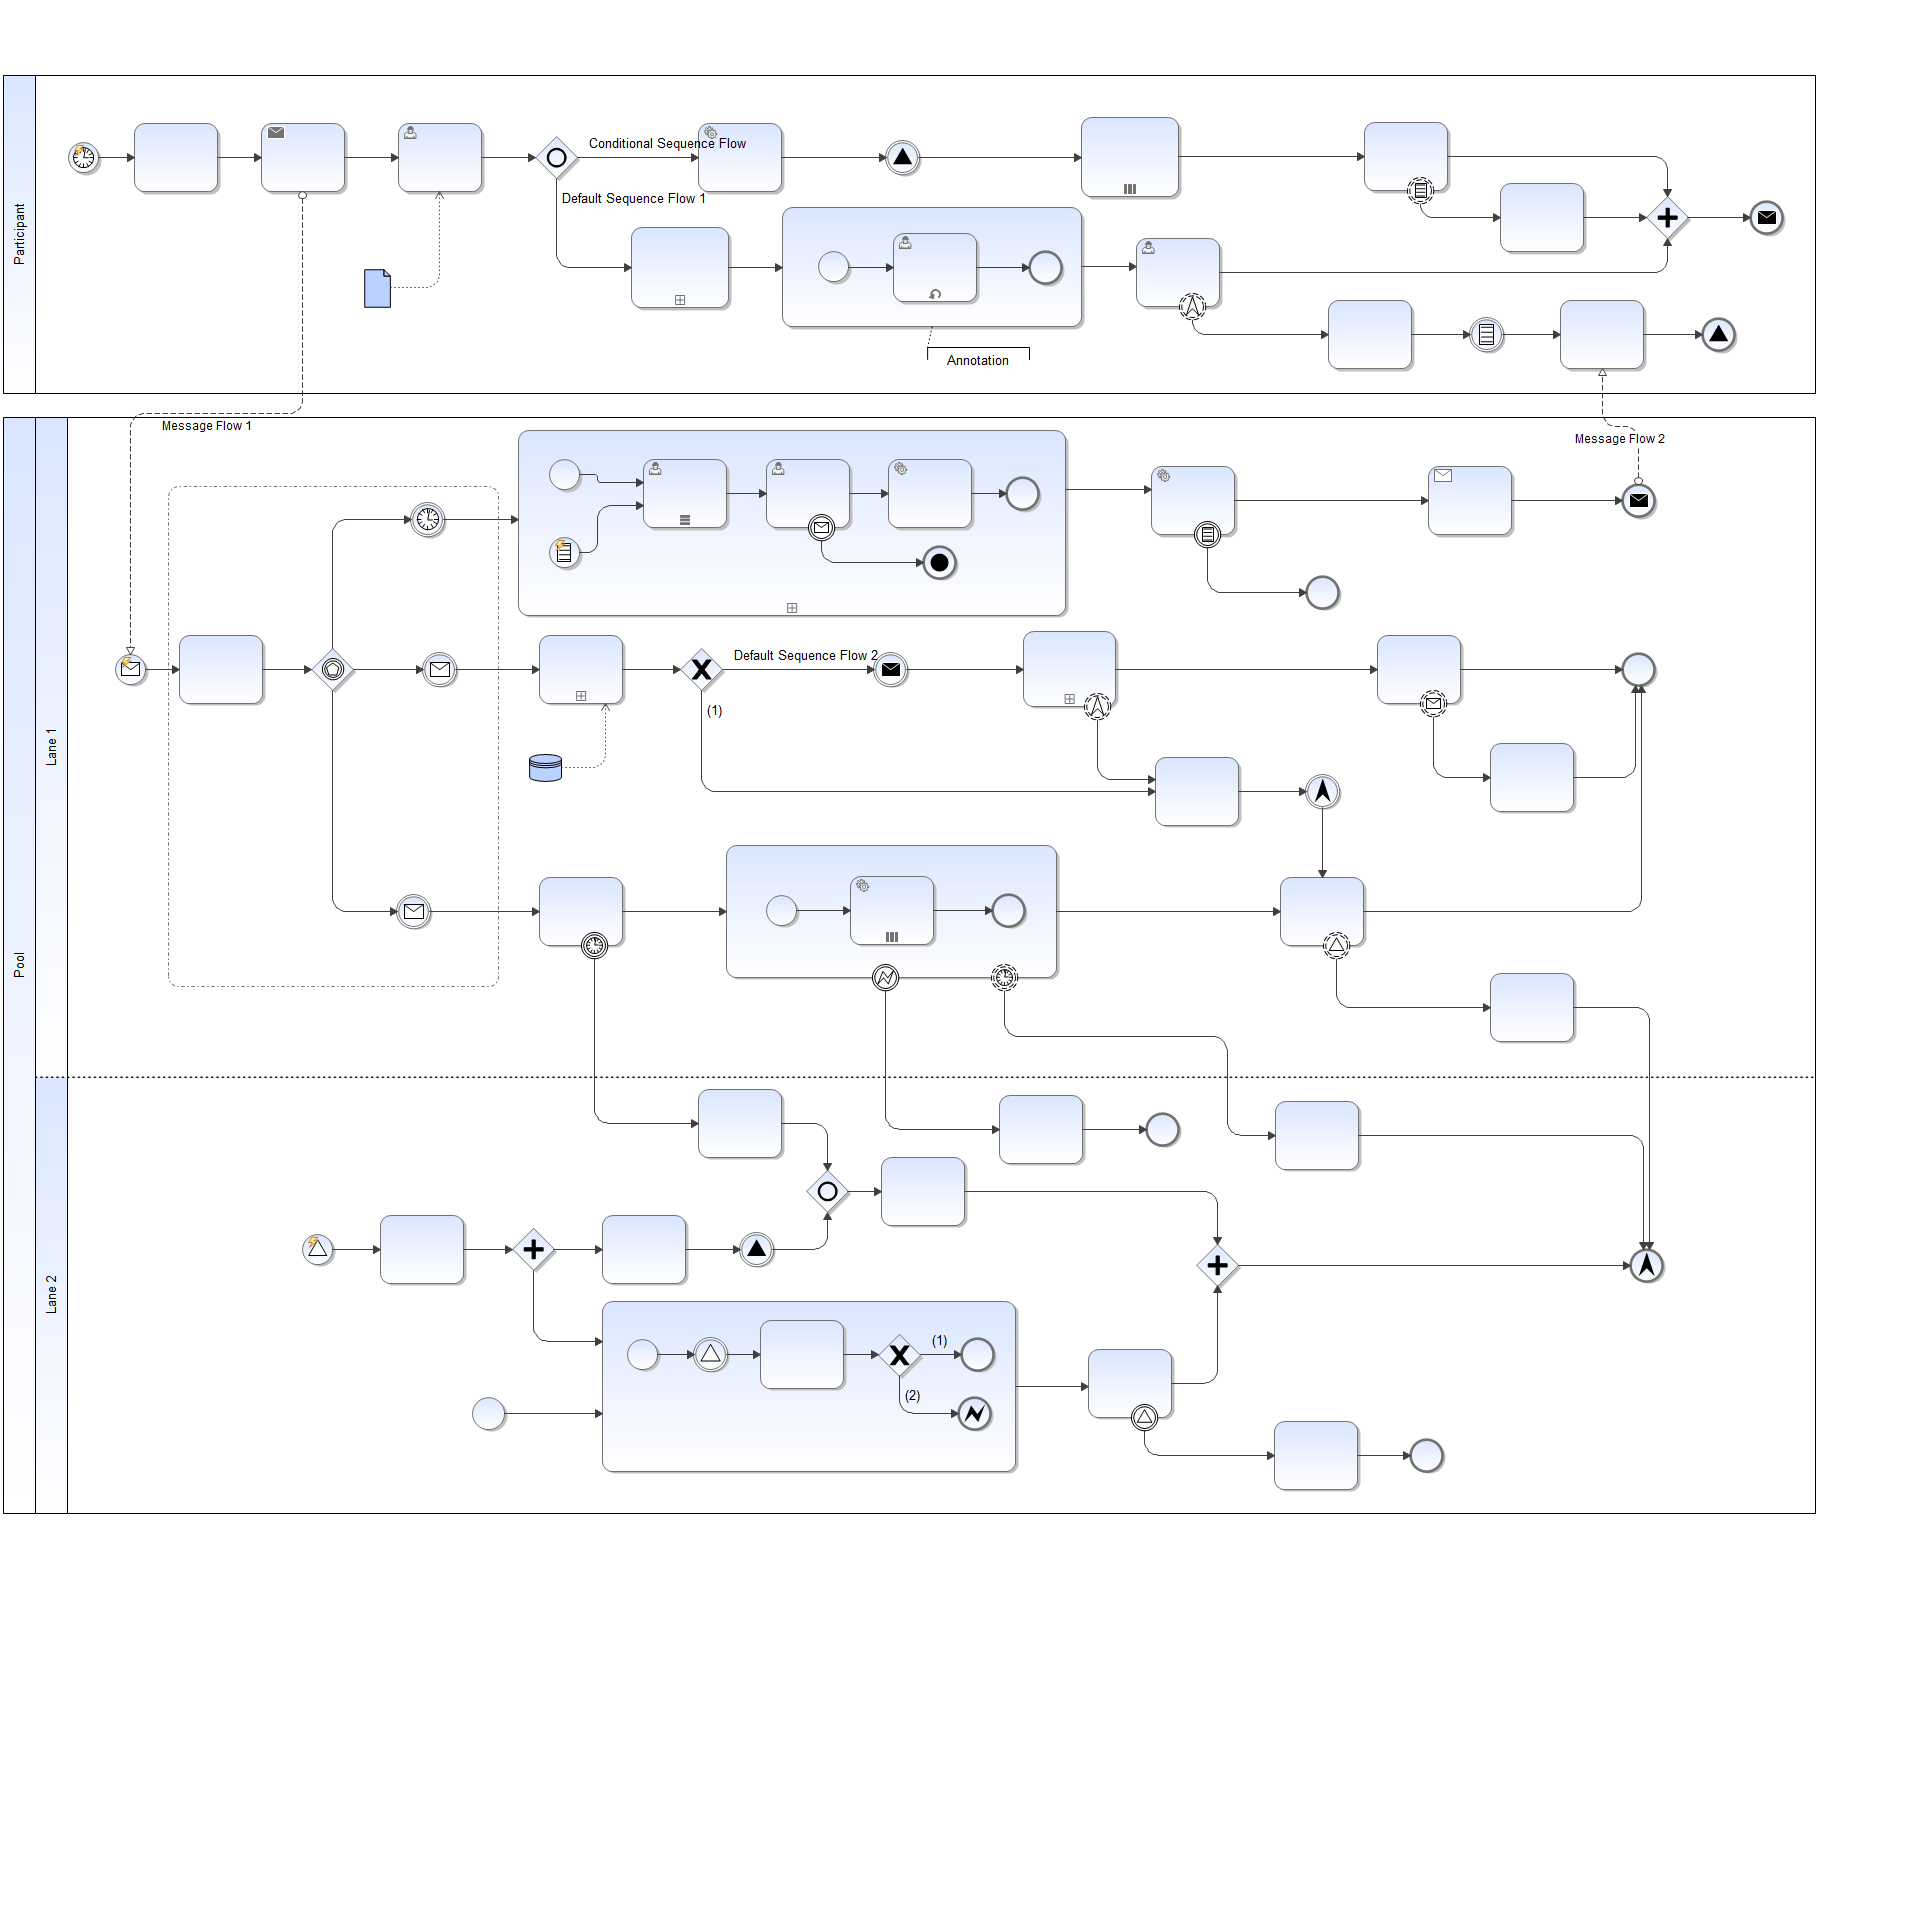 Participant
Conditional Sequence Flow
Default Sequence Flow 1
Annotation
Message Flow 1
Message Flow 2
Pool
Lane 1
Default Sequence Flow 2
(1)
Lane 2
(1)
(2)